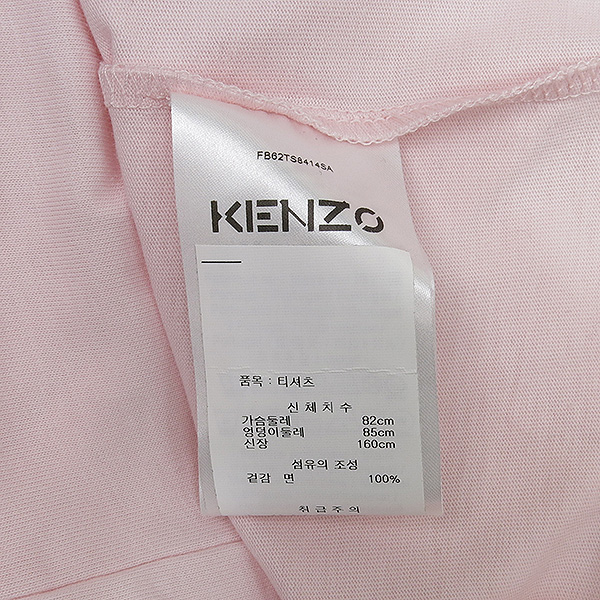 FB62TS8414SA
KENZO
품목 : 티셔츠
신체치수
가슴둘레 82cm
엉덩이둘레 85cm
신장 160cm
섬유의 조성
겉감 면 100%
취급주의